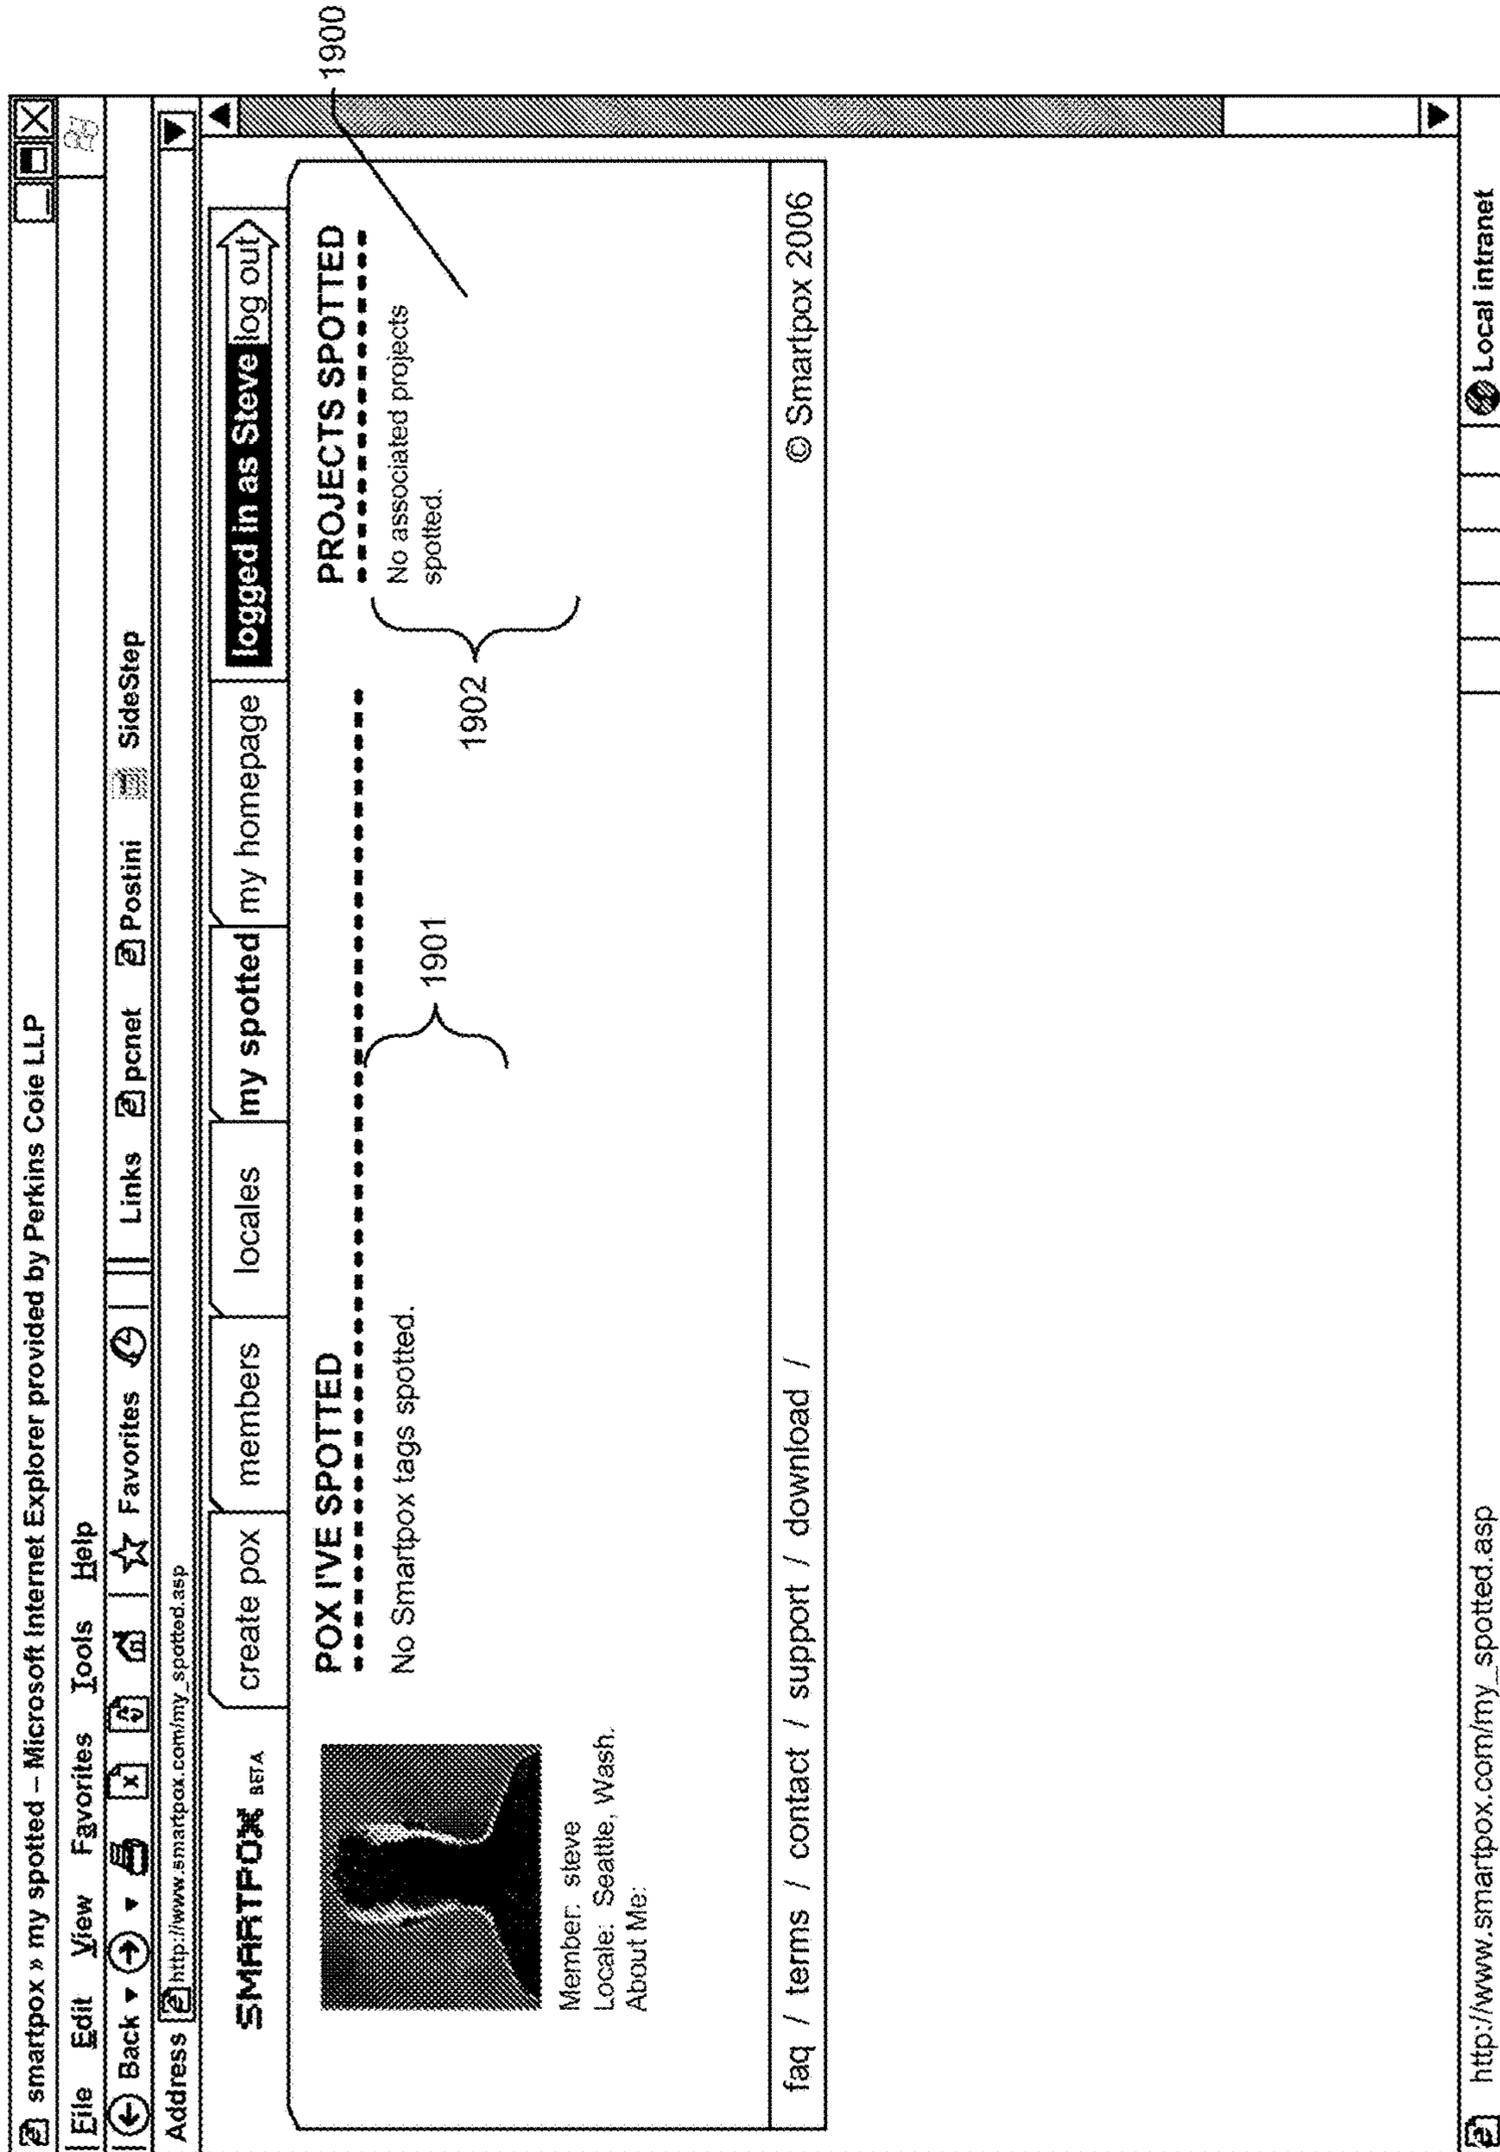 smartpox » my spotted – Microsoft Internet Explorer provided by Perkins Coie LLP
File Edit View Favorites Tools Help
Back Favorites Links pcnet Postini SideStep
Address http://www.smartpox.com/my_spotted.asp
SMARTPOX BETA create pox members locales my spotted my homepage logged in as Steve log out
1900
POX I'VE SPOTTED PROJECTS SPOTTED
No Smartpox tags spotted.
No associated projects
spotted.
1901
1902
Member: steve
Locale: Seattle, Wash.
About Me:
faq / terms / contact / support / download / © Smartpox 2006
http://www.smartpox.com/my_spotted.asp Local intranet